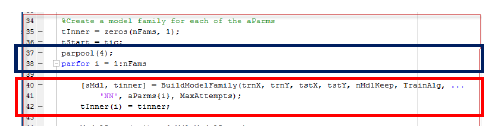 34 %Create a model family for each of the aParms
35 - tInner = zeros(nFams, 1);
36 - tStart = tic;
37 - parpool(4);
38 - parfor i = 1:nFams
39
40 - [sMdl, tinner] = BuildModelFamily(trnX, trnY, tstX, tstY, nMdlKeep, TrainAlg, ...
41 'NN', aParms(i), MaxAttempts);
42 - tInner(i) = tinner;
43